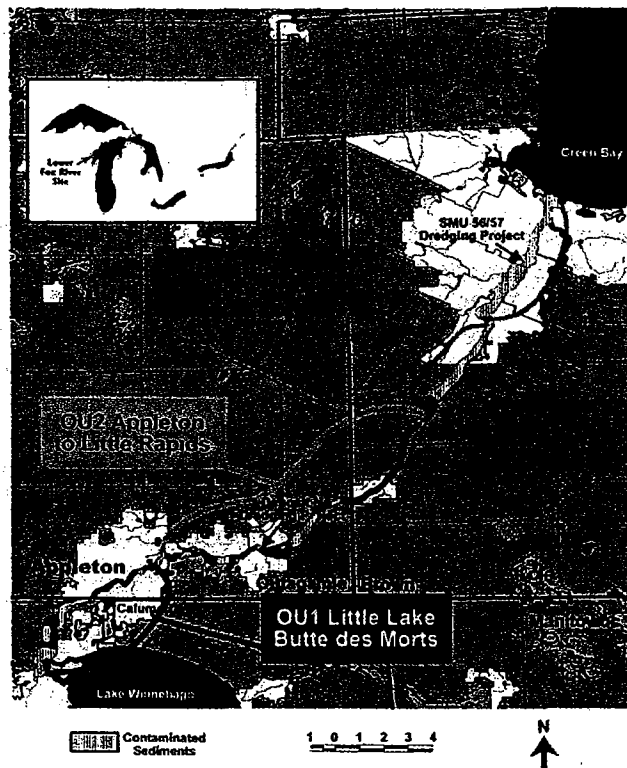 Lower
Fox River
Site
Green Bay
SMU 56/57
Dredging Project
OU2 Appleton
to Little Rapids
Appleton
OU1 Little Lake
Butte des Morts
Lake Winnebago
Contaminated
Sediments
1 0 1 2 3 4
N